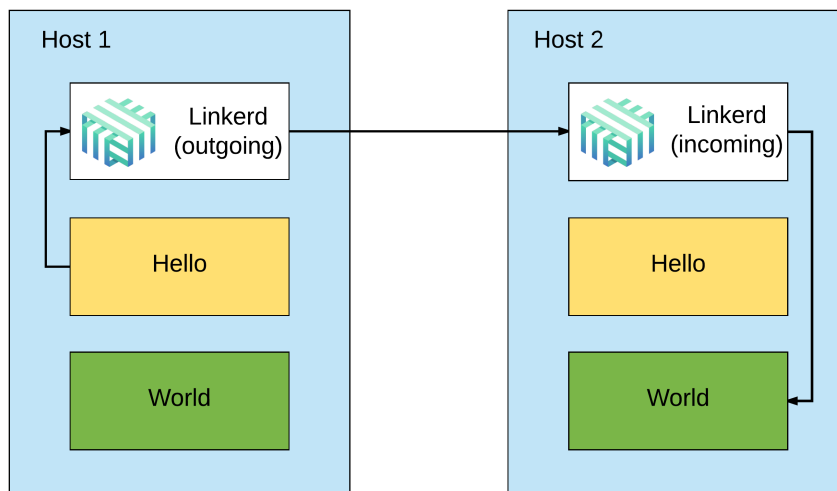 Host 1
Linkerd
(outgoing)
Hello
World
Host 2
Linkerd
(incoming)
Hello
World